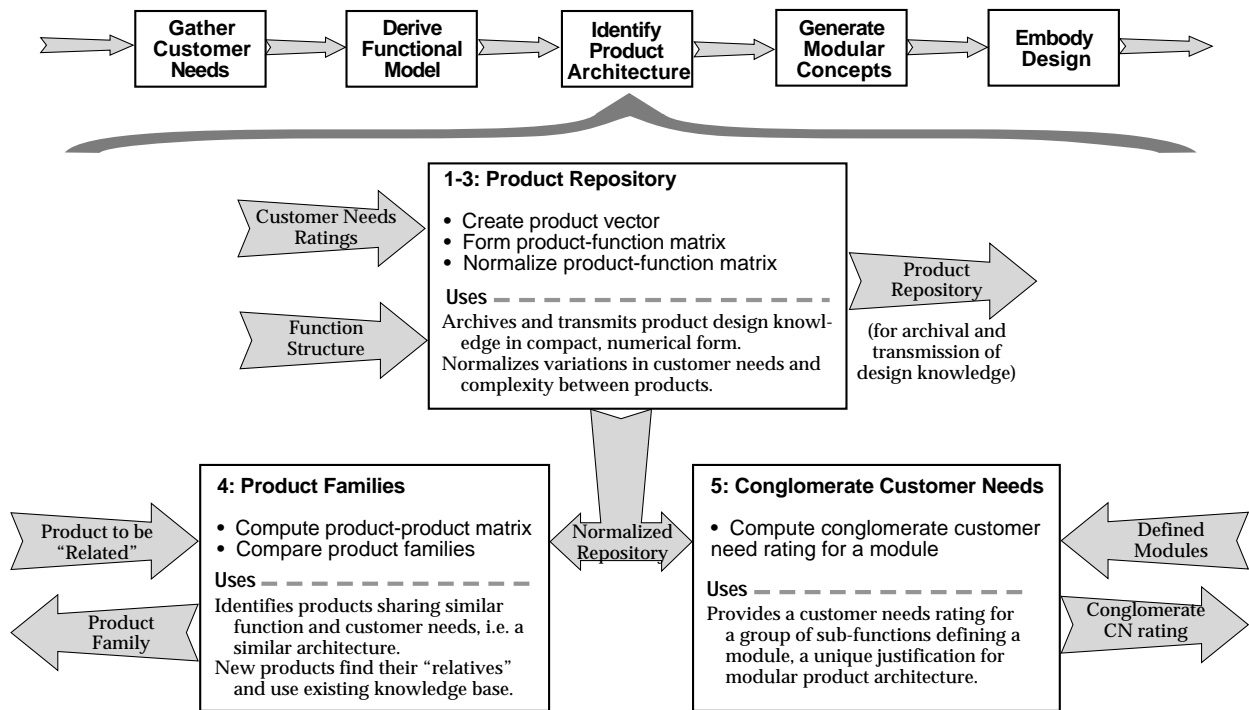 Gather
Customer
Needs
Derive
Functional
Model
Identify
Product
Architecture
Generate
Modular
Concepts
Embody
Design
1-3: Product Repository
• Create product vector
• Form product-function matrix
• Normalize product-function matrix
Uses
Archives and transmits product design knowl-
edge in compact, numerical form.
Normalizes variations in customer needs and
complexity between products.
Customer Needs
Ratings
Function
Structure
Product
Repository
(for archival and
transmission of
design knowledge)
4: Product Families
• Compute product-product matrix
• Compare product families
Uses
Identifies products sharing similar
function and customer needs, i.e. a
similar architecture.
New products find their “relatives”
and use existing knowledge base.
Product to be
“Related”
Product
Family
Normalized
Repository
5: Conglomerate Customer Needs
• Compute conglomerate customer
need rating for a module
Uses
Provides a customer needs rating for
a group of sub-functions defining a
module, a unique justification for
modular product architecture.
Defined
Modules
Conglomerate
CN rating